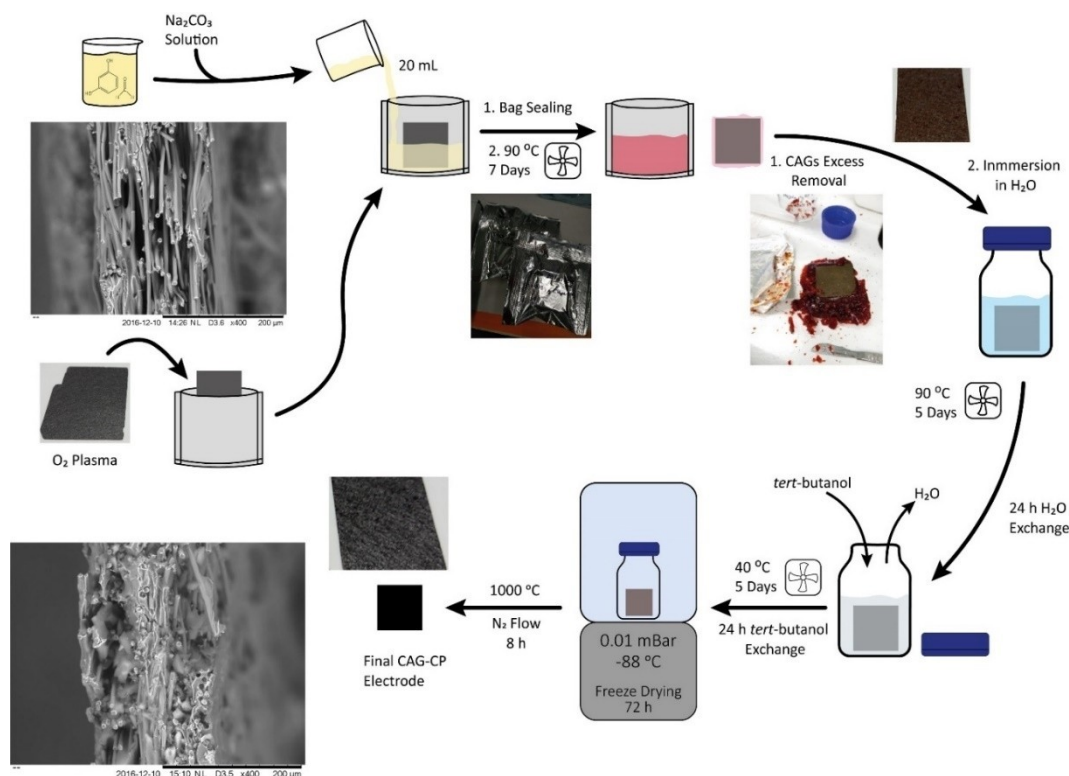 Na₂CO₃
Solution
20 mL
OH
HO
1. Bag Sealing
2. 90 °C
7 Days
1. CAGs Excess
Removal
2. Inmmersion
in H₂O
2016-12-10 14:26 NL D3.6 x400 200 µm
O₂ Plasma
90 °C
5 Days
24 h H₂O
Exchange
tert-butanol
H₂O
40 °C
5 Days
24 h tert-butanol
Exchange
0.01 mBar
-88 °C
Freeze Drying
72 h
1000 °C
N₂ Flow
8 h
Final CAG-CP
Electrode
2016-12-10 15:10 NL D3.5 x400 200 µm